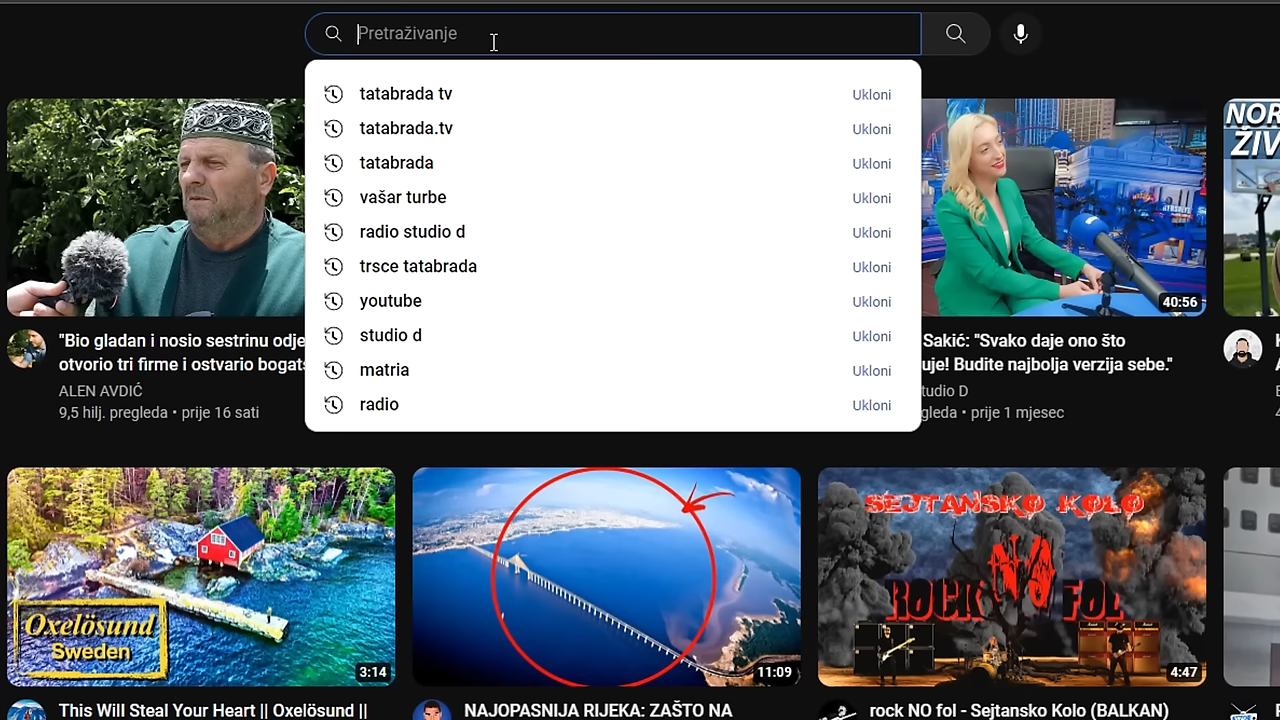 Pretraživanje
tatabrada tv Ukloni
tatabrada.tv Ukloni
tatabrada Ukloni
vašar turbe Ukloni
radio studio d Ukloni
trsce tatabrada Ukloni
youtube Ukloni
studio d Ukloni
matria Ukloni
radio Ukloni
40:56
NOR
ŽIV
"Bio gladan i nosio sestrinu odje
otvorio tri firme i ostvario bogat
ALEN AVDIĆ
9,5 hilj. pregleda • prije 16 sati
Sakić: "Svako daje ono što
uje! Budite najbolja verzija sebe."
tudio D
gleda • prije 1 mjesec
Oxelösund
Sweden
3:14
11:09
SEJTANSKO KOLO
ROCK NO FOL
4:47
This Will Steal Your Heart || Oxelösund ||
NAJOPASNIJA RIJEKA: ZAŠTO NA
rock NO fol - Sejtansko Kolo (BALKAN)